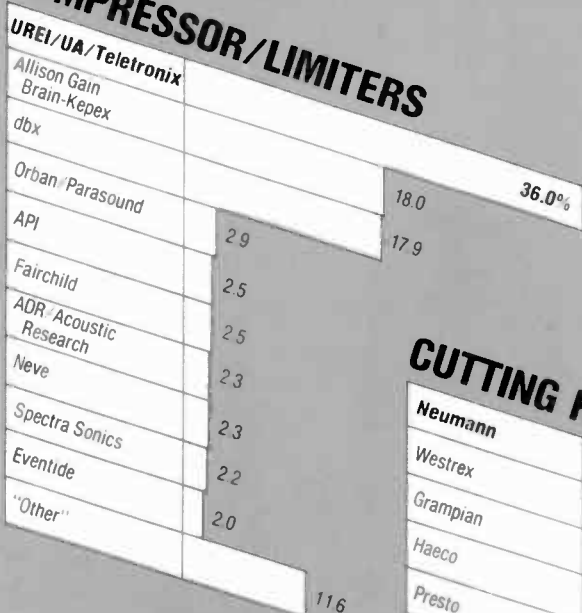 MPRESSOR/LIMITERS
UREI/UA/Teletronix 36.0%
Allison Gain
Brain-Kepex 18.0
dbx 17.9
Orban/Parasound 2.9
API 2.5
Fairchild 2.5
ADR/Acoustic
Research 2.3
Neve 2.3
Spectra Sonics 2.2
Eventide 2.0
"Other" 11.6
CUTTING
Neumann
Westrex
Grampian
Haeco
Presto